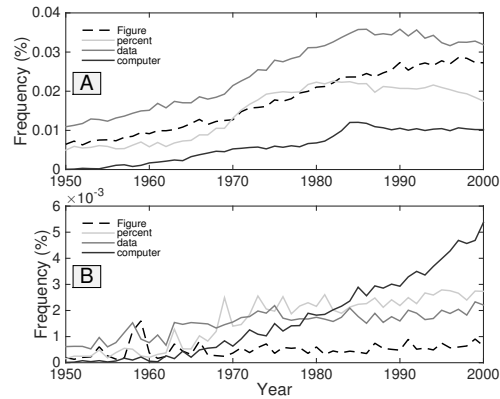 0.04
0.03
0.02
0.01
0
Frequency (%)
Figure
percent
data
computer
A
1950 1960 1970 1980 1990 2000
×10⁻³
6
5
4
3
2
1
0
Frequency (%)
Figure
percent
data
computer
B
1950 1960 1970 1980 1990 2000
Year